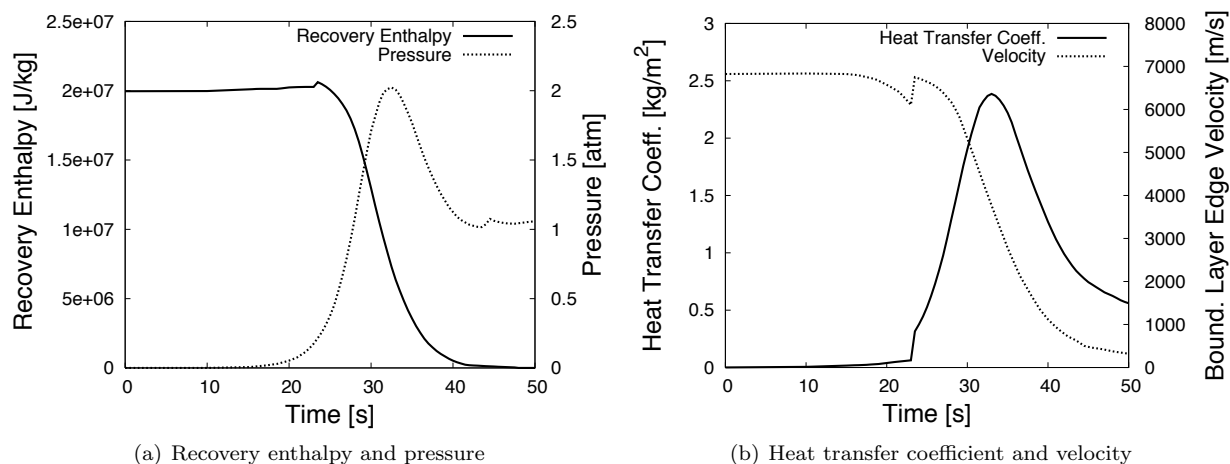 Recovery Enthalpy
Pressure
2.5e+07
2e+07
1.5e+07
1e+07
5e+06
0
2.5
2
1.5
1
0.5
0
0 10 20 30 40 50
Recovery Enthalpy [J/kg]
Pressure [atm]
Time [s]
(a) Recovery enthalpy and pressure
Heat Transfer Coeff.
Velocity
3
2.5
2
1.5
1
0.5
0
8000
7000
6000
5000
4000
3000
2000
1000
0
0 10 20 30 40 50
Heat Transfer Coeff. [kg/m²]
Bound. Layer Edge Velocity [m/s]
Time [s]
(b) Heat transfer coefficient and velocity